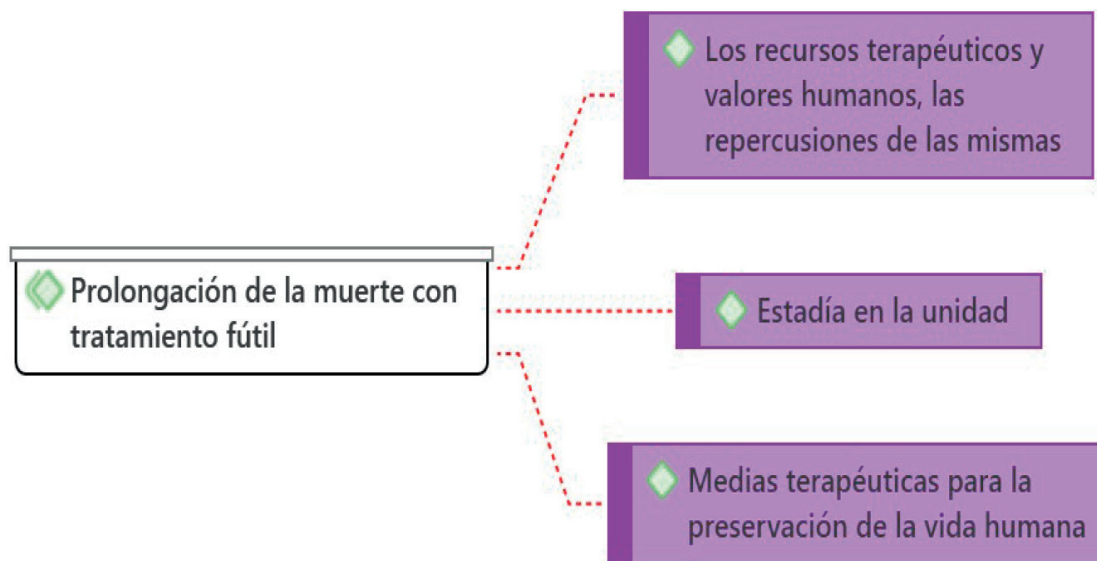 Los recursos terapéuticos y
valores humanos, las
repercusiones de las mismas
Prolongación de la muerte con
tratamiento fútil
Estadía en la unidad
Medias terapéuticas para la
preservación de la vida humana